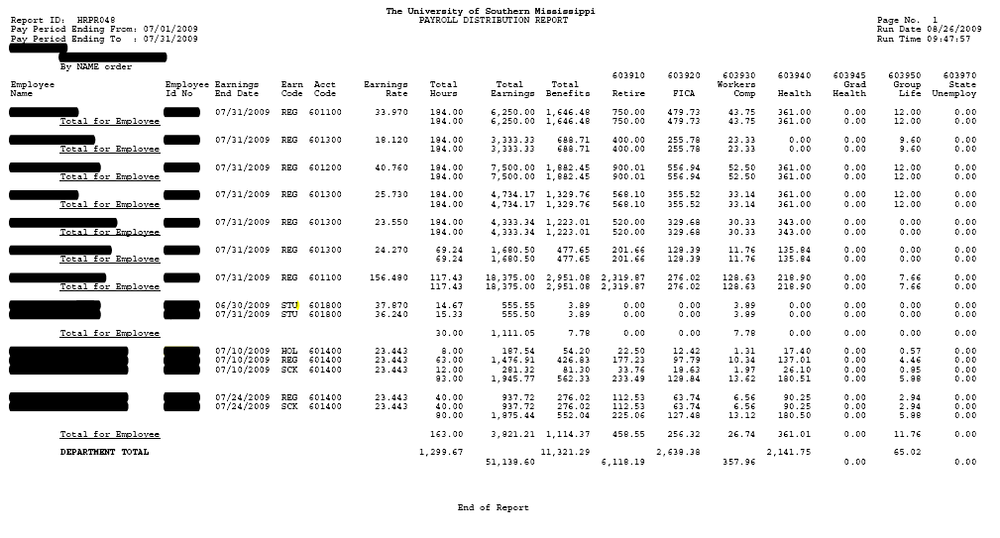 The University of Southern Mississippi
Report ID: HRPR048 PAYROLL DISTRIBUTION REPORT Page No. 1
Pay Period Ending From: 07/01/2009 Run Date 08/26/2009
Pay Period Ending To : 07/31/2009 Run Time 09:47:57
By NAME order
603910 603920 603930 603940 603945 603950 603970
Employee Employee Earnings Earn Acct Earnings Total Total Total Workers Grad Group State
Name Id No End Date Code Code Rate Hours Earnings Benefits Retire FICA Comp Health Health Life Unemploy
07/31/2009 REG 601100 33.970 184.00 6,250.00 1,646.48 750.00 479.73 43.75 361.00 0.00 12.00 0.00
Total for Employee 184.00 6,250.00 1,646.48 750.00 479.73 43.75 361.00 0.00 12.00 0.00
07/31/2009 REG 601300 18.120 184.00 3,333.33 688.71 400.00 255.78 23.33 0.00 0.00 9.60 0.00
Total for Employee 184.00 3,333.33 688.71 400.00 255.78 23.33 0.00 0.00 9.60 0.00
07/31/2009 REG 601200 40.760 184.00 7,500.00 1,882.45 900.01 556.94 52.50 361.00 0.00 12.00 0.00
Total for Employee 184.00 7,500.00 1,882.45 900.01 556.94 52.50 361.00 0.00 12.00 0.00
07/31/2009 REG 601300 25.730 184.00 4,734.17 1,329.76 568.10 355.52 33.14 361.00 0.00 12.00 0.00
Total for Employee 184.00 4,734.17 1,329.76 568.10 355.52 33.14 361.00 0.00 12.00 0.00
07/31/2009 REG 601300 23.550 184.00 4,333.34 1,223.01 520.00 329.68 30.33 343.00 0.00 0.00 0.00
Total for Employee 184.00 4,333.34 1,223.01 520.00 329.68 30.33 343.00 0.00 0.00 0.00
07/31/2009 REG 601300 24.270 69.24 1,680.50 477.65 201.66 128.39 11.76 135.84 0.00 0.00 0.00
Total for Employee 69.24 1,680.50 477.65 201.66 128.39 11.76 135.84 0.00 0.00 0.00
07/31/2009 REG 601100 156.480 117.43 18,375.00 2,951.08 2,319.87 276.02 128.63 218.90 0.00 7.66 0.00
Total for Employee 117.43 18,375.00 2,951.08 2,319.87 276.02 128.63 218.90 0.00 7.66 0.00
06/30/2009 STU 601800 37.870 14.67 555.55 3.89 0.00 0.00 3.89 0.00 0.00 0.00 0.00
07/31/2009 STU 601800 36.240 15.33 555.50 3.89 0.00 0.00 3.89 0.00 0.00 0.00 0.00
Total for Employee 30.00 1,111.05 7.78 0.00 0.00 7.78 0.00 0.00 0.00 0.00
07/10/2009 HOL 601400 23.443 8.00 187.54 54.20 22.50 12.42 1.31 17.40 0.00 0.57 0.00
07/10/2009 REG 601400 23.443 63.00 1,476.91 426.83 177.23 97.79 10.34 137.01 0.00 4.46 0.00
07/10/2009 SCK 601400 23.443 12.00 281.32 81.30 33.76 18.63 1.97 26.10 0.00 0.85 0.00
83.00 1,945.77 562.33 233.49 128.84 13.62 180.51 0.00 5.88 0.00
07/24/2009 REG 601400 23.443 40.00 937.72 276.02 112.53 63.74 6.56 90.25 0.00 2.94 0.00
07/24/2009 SCK 601400 23.443 40.00 937.72 276.02 112.53 63.74 6.56 90.25 0.00 2.94 0.00
80.00 1,875.44 552.04 225.06 127.48 13.12 180.50 0.00 5.88 0.00
Total for Employee 163.00 3,821.21 1,114.37 458.55 256.32 26.74 361.01 0.00 11.76 0.00
DEPARTMENT TOTAL 1,299.67 11,321.29 2,638.38 2,141.75 65.02
51,138.60 6,118.19 357.96 0.00 0.00
End of Report